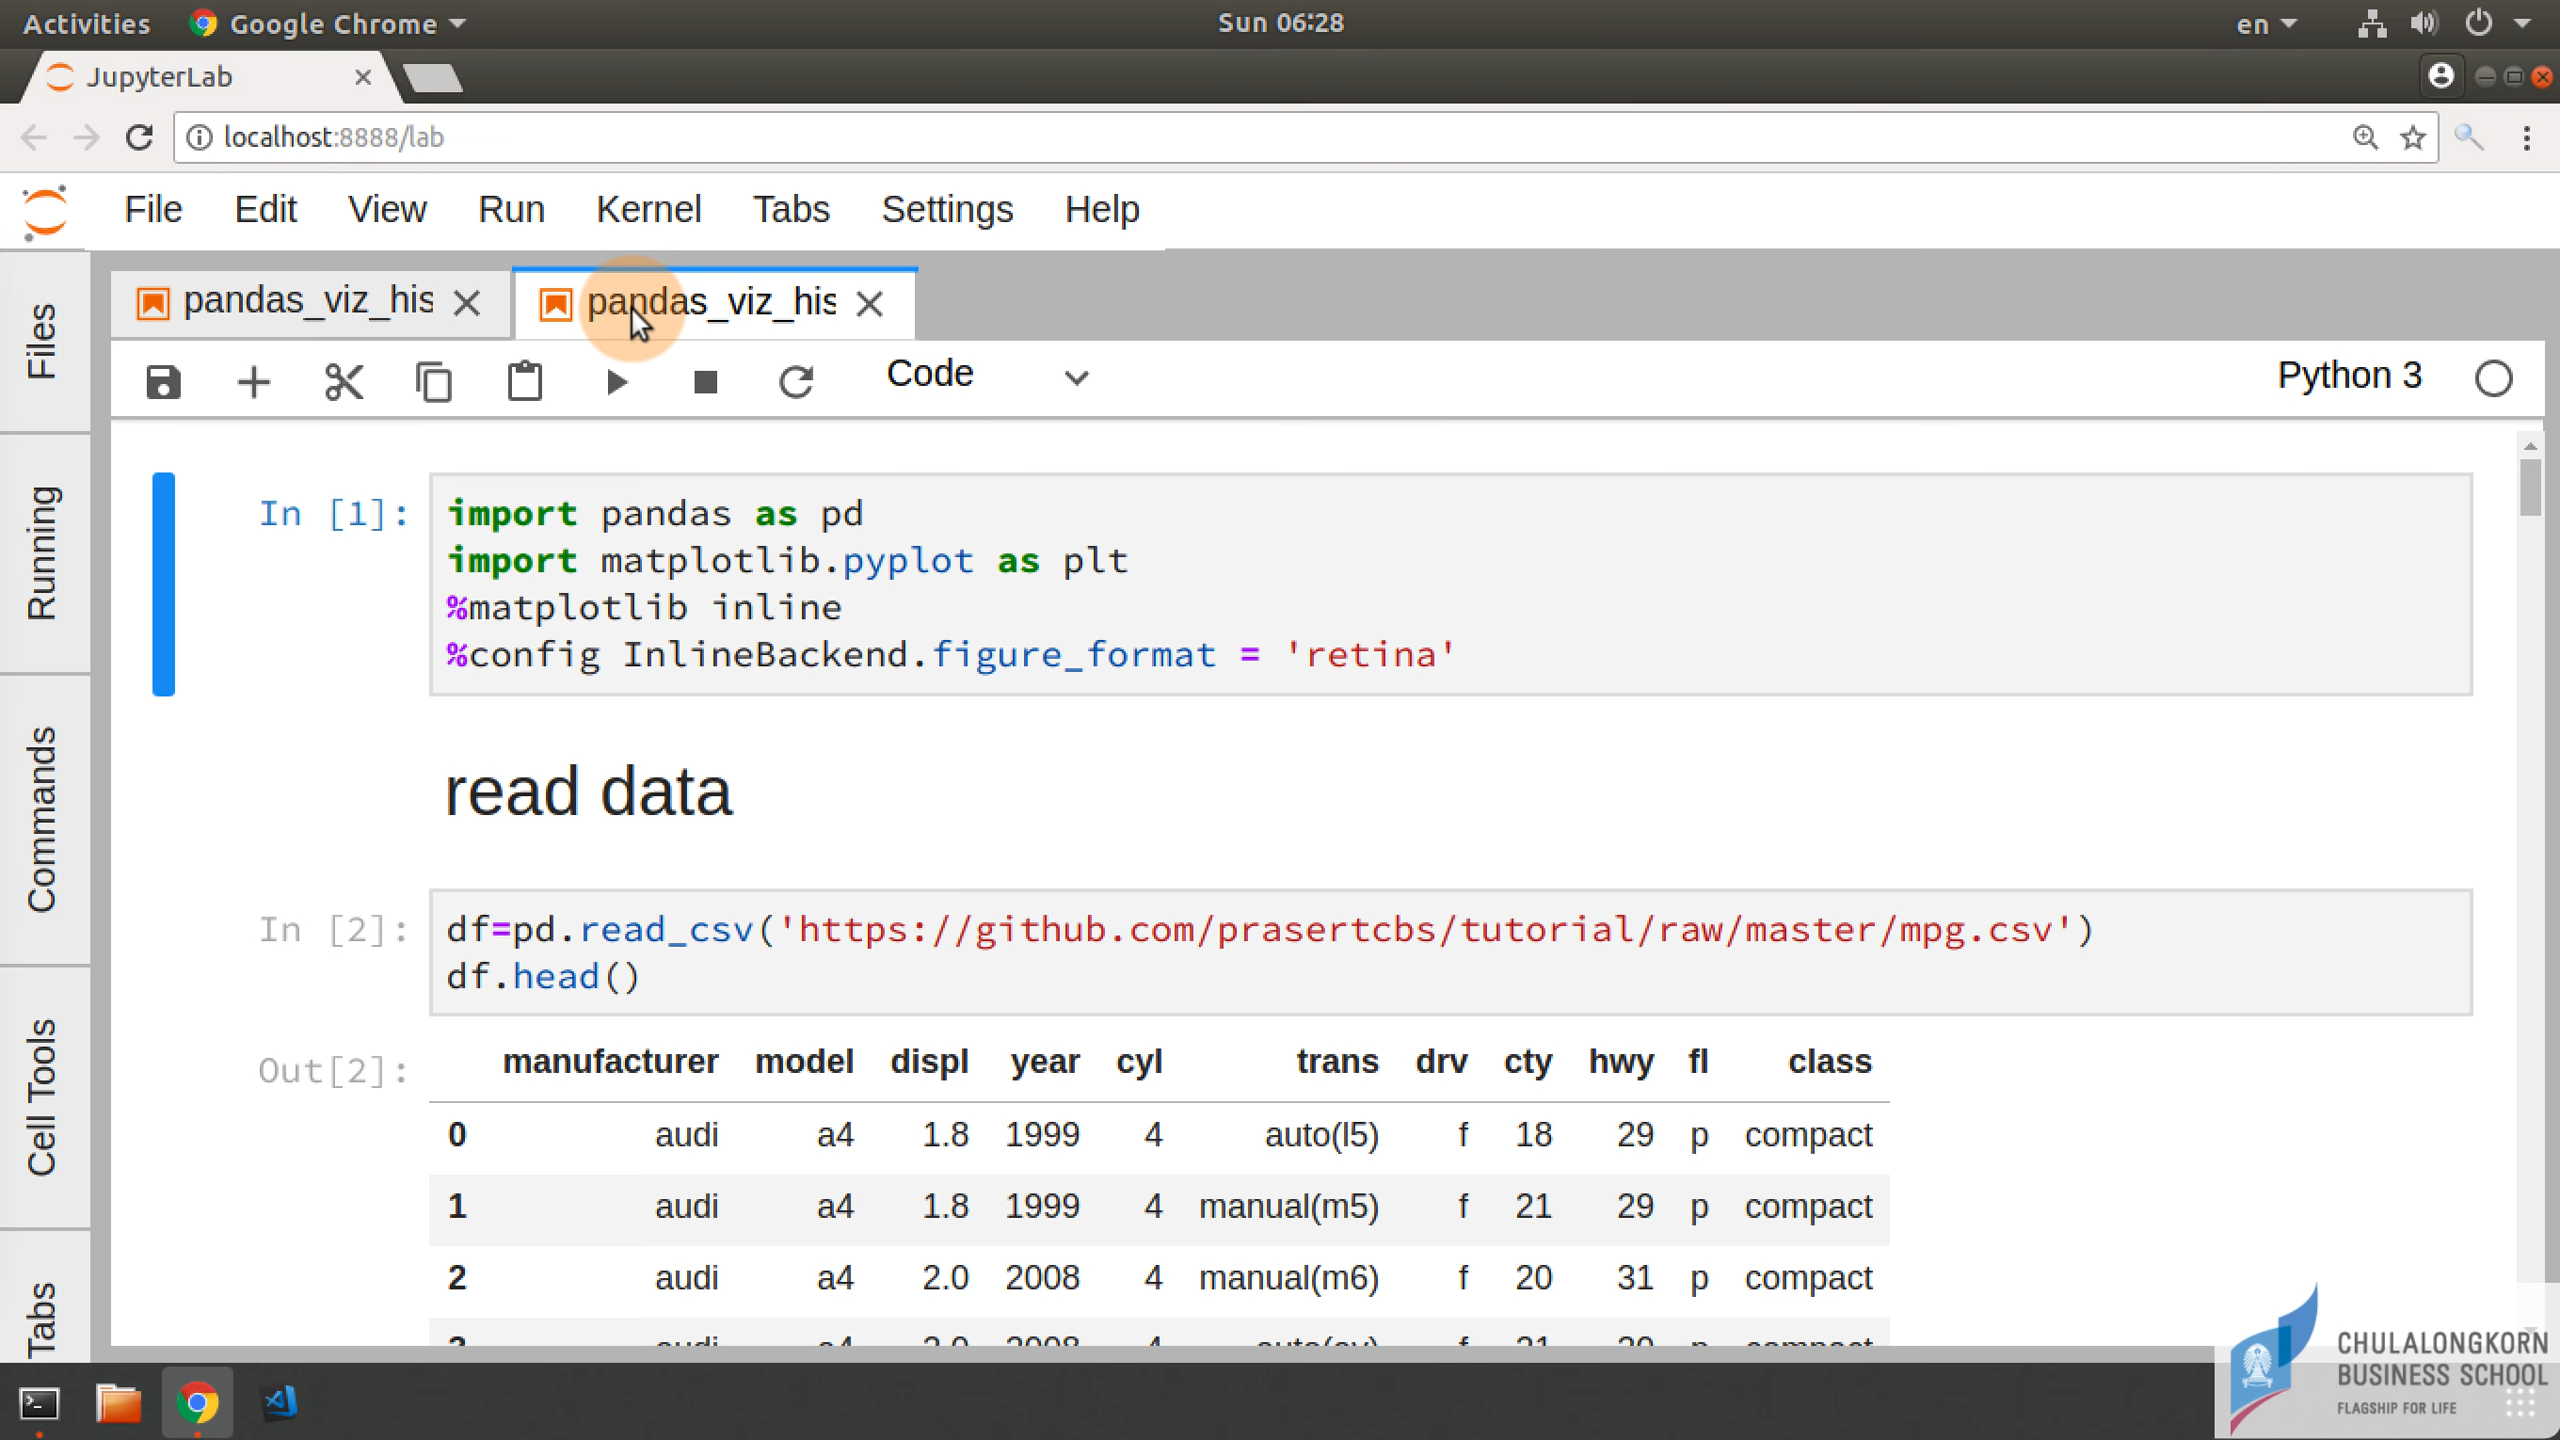 Activities Google Chrome Sun 06:28 en
JupyterLab
localhost:8888/lab
File Edit View Run Kernel Tabs Settings Help
pandas_viz_his pandas_viz_his
Code Python 3
Files
Running
Commands
Cell Tools
Tabs
In [1]: import pandas as pd
import matplotlib.pyplot as plt
%matplotlib inline
%config InlineBackend.figure_format = 'retina'
read data
In [2]: df=pd.read_csv('https://github.com/prasertcbs/tutorial/raw/master/mpg.csv')
df.head()
Out[2]: manufacturer model displ year cyl trans drv cty hwy fl class
0 audi a4 1.8 1999 4 auto(l5) f 18 29 p compact
1 audi a4 1.8 1999 4 manual(m5) f 21 29 p compact
2 audi a4 2.0 2008 4 manual(m6) f 20 31 p compact
CHULALONGKORN
BUSINESS SCHOOL
FLAGSHIP FOR LIFE